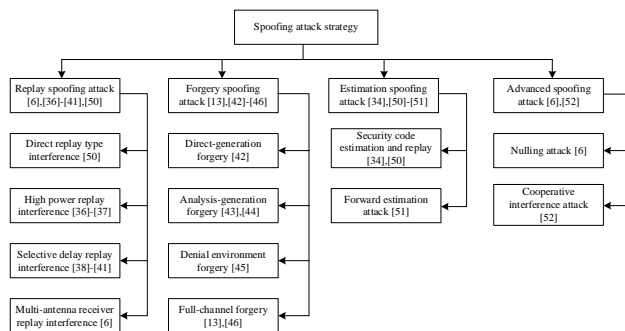 Spoofing attack strategy
Replay spoofing attack
[6],[36]-[41],[50]
Forgery spoofing
attack [13],[42]-[46]
Estimation spoofing
attack [34],[50]-[51]
Advanced spoofing
attack [6],[52]
Direct replay type
interference [50]
Direct-generation
forgery [42]
Security code
estimation and replay
[34],[50]
Nulling attack [6]
High power replay
interference [36]-[37]
Analysis-generation
forgery [43],[44]
Forward estimation
attack [51]
Cooperative
interference attack
[52]
Selective delay replay
interference [38]-[41]
Denial environment
forgery [45]
Multi-antenna receiver
replay interference [6]
Full-channel forgery
[13],[46]